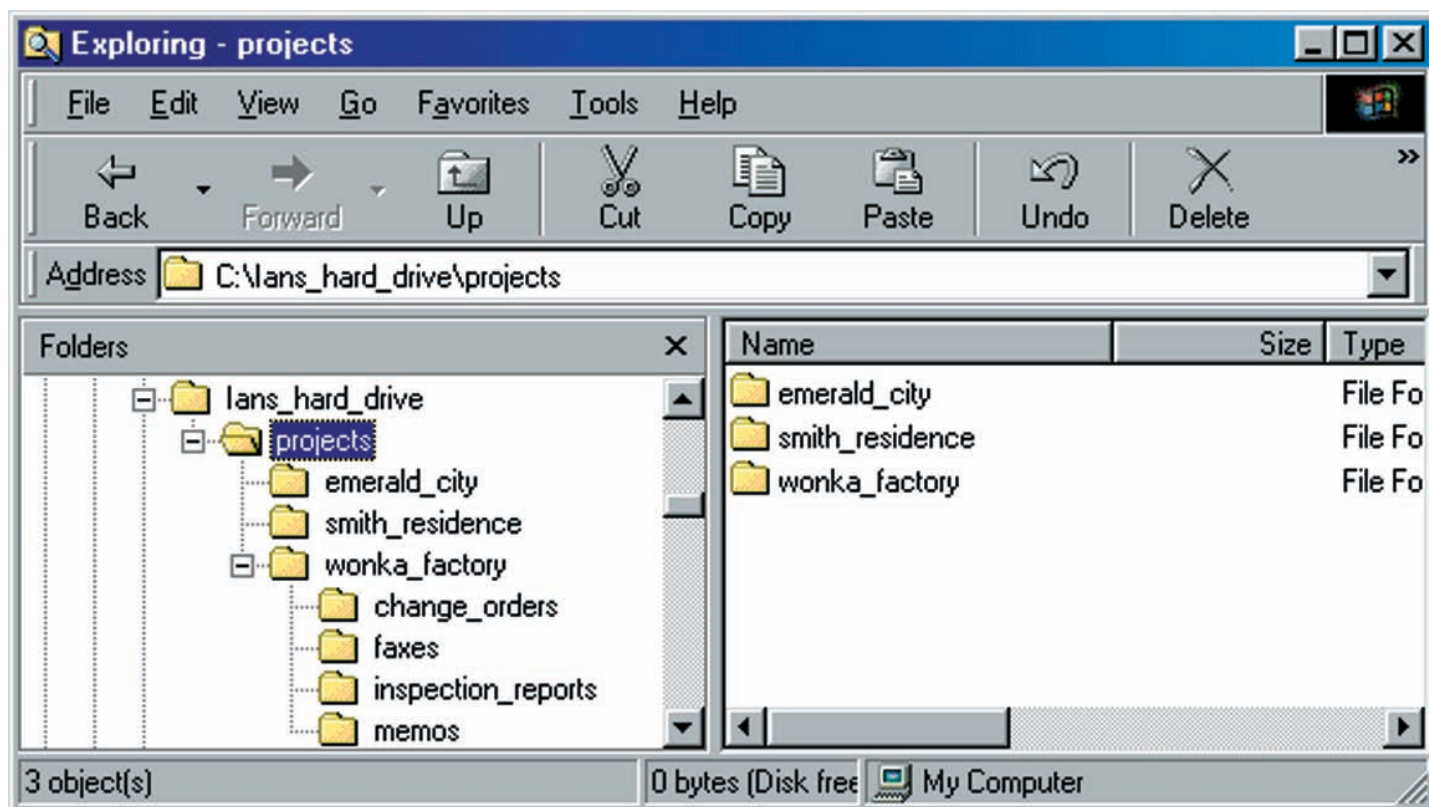 Exploring - projects
File Edit View Go Favorites Tools Help
Back Forward Up Cut Copy Paste Undo Delete »
Address C:\Ians_hard_drive\projects
Folders
Name Size Type
Ians_hard_drive
projects
emerald_city
smith_residence
wonka_factory
change_orders
faxes
inspection_reports
memos
emerald_city File Fo
smith_residence File Fo
wonka_factory File Fo
3 object(s) 0 bytes (Disk free My Computer